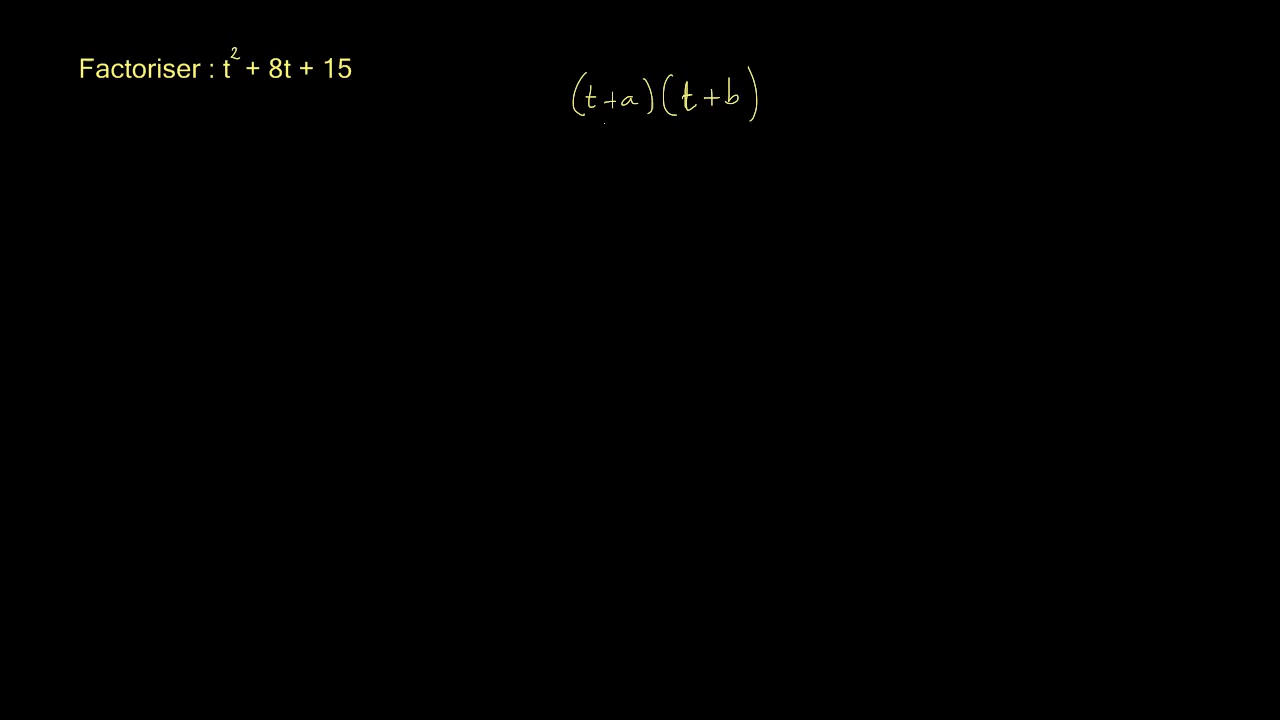 Factoriser : t² + 8t + 15
(t+a)(t+b)